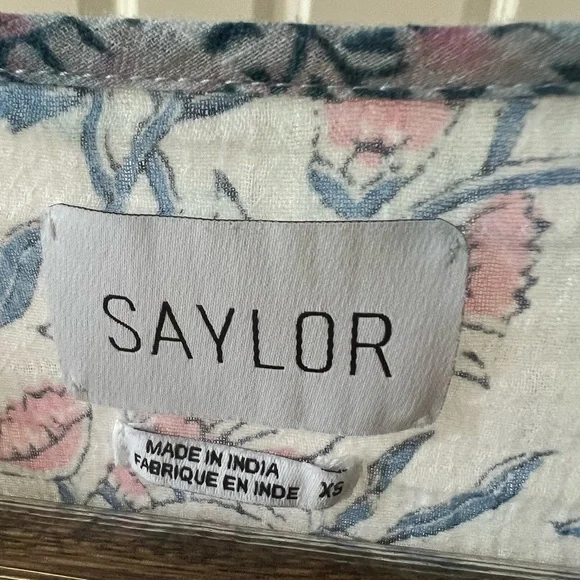 SAYLOR
MADE IN INDIA
FABRIQUE EN INDE XS